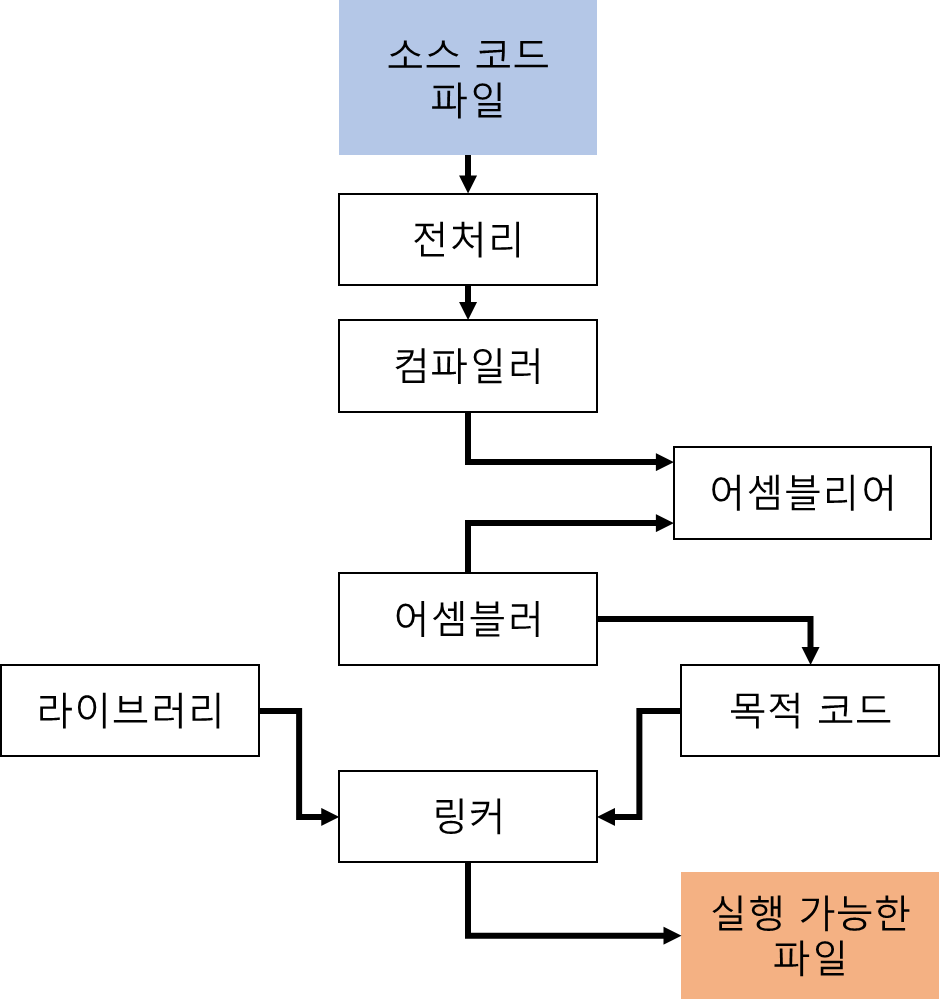 소스 코드
파일
전처리
컴파일러
어셈블리어
어셈블러
라이브러리
목적 코드
링커
실행 가능한
파일